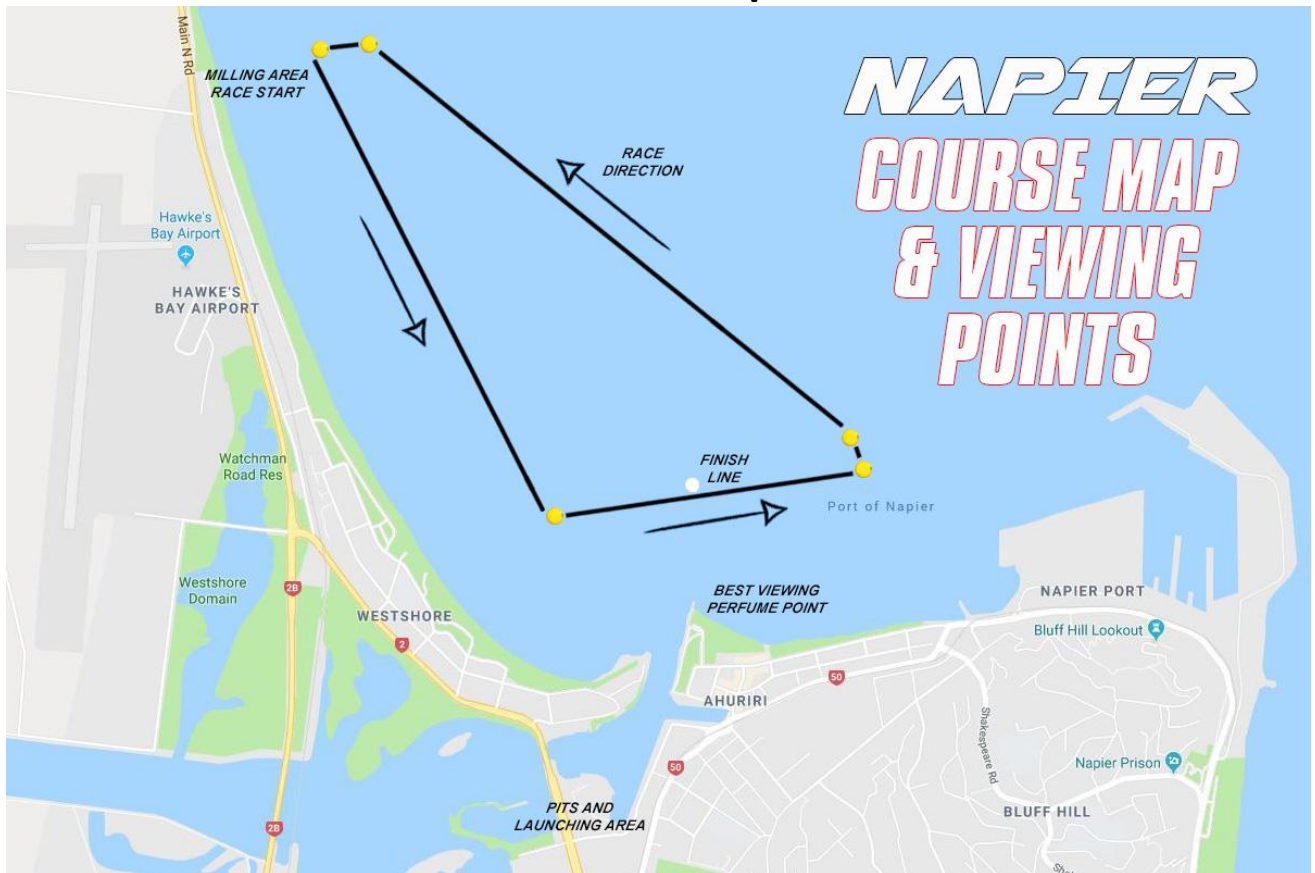 NAPIER
COURSE MAP
& VIEWING
POINTS
Main N Rd
MILLING AREA
RACE START
RACE
DIRECTION
Hawke's
Bay Airport
HAWKE'S
BAY AIRPORT
Watchman
Road Res
FINISH
LINE
Port of Napier
Westshore
Domain
2B
WESTSHORE
2
BEST VIEWING
PERFUME POINT
NAPIER PORT
Bluff Hill Lookout
50
AHURIRI
Shakespeare Rd
50
Napier Prison
PITS AND
LAUNCHING AREA
BLUFF HILL
2B